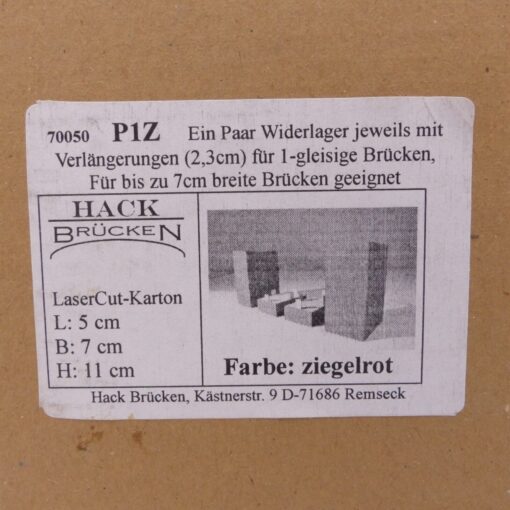 70050 P1Z Ein Paar Widerlager jeweils mit
Verlängerungen (2,3cm) für 1-gleisige Brücken,
Für bis zu 7cm breite Brücken geeignet
HACK
BRÜCKEN
LaserCut-Karton
L: 5 cm
B: 7 cm
H: 11 cm
Farbe: ziegelrot
Hack Brücken, Kästnerstr. 9 D-71686 Remseck